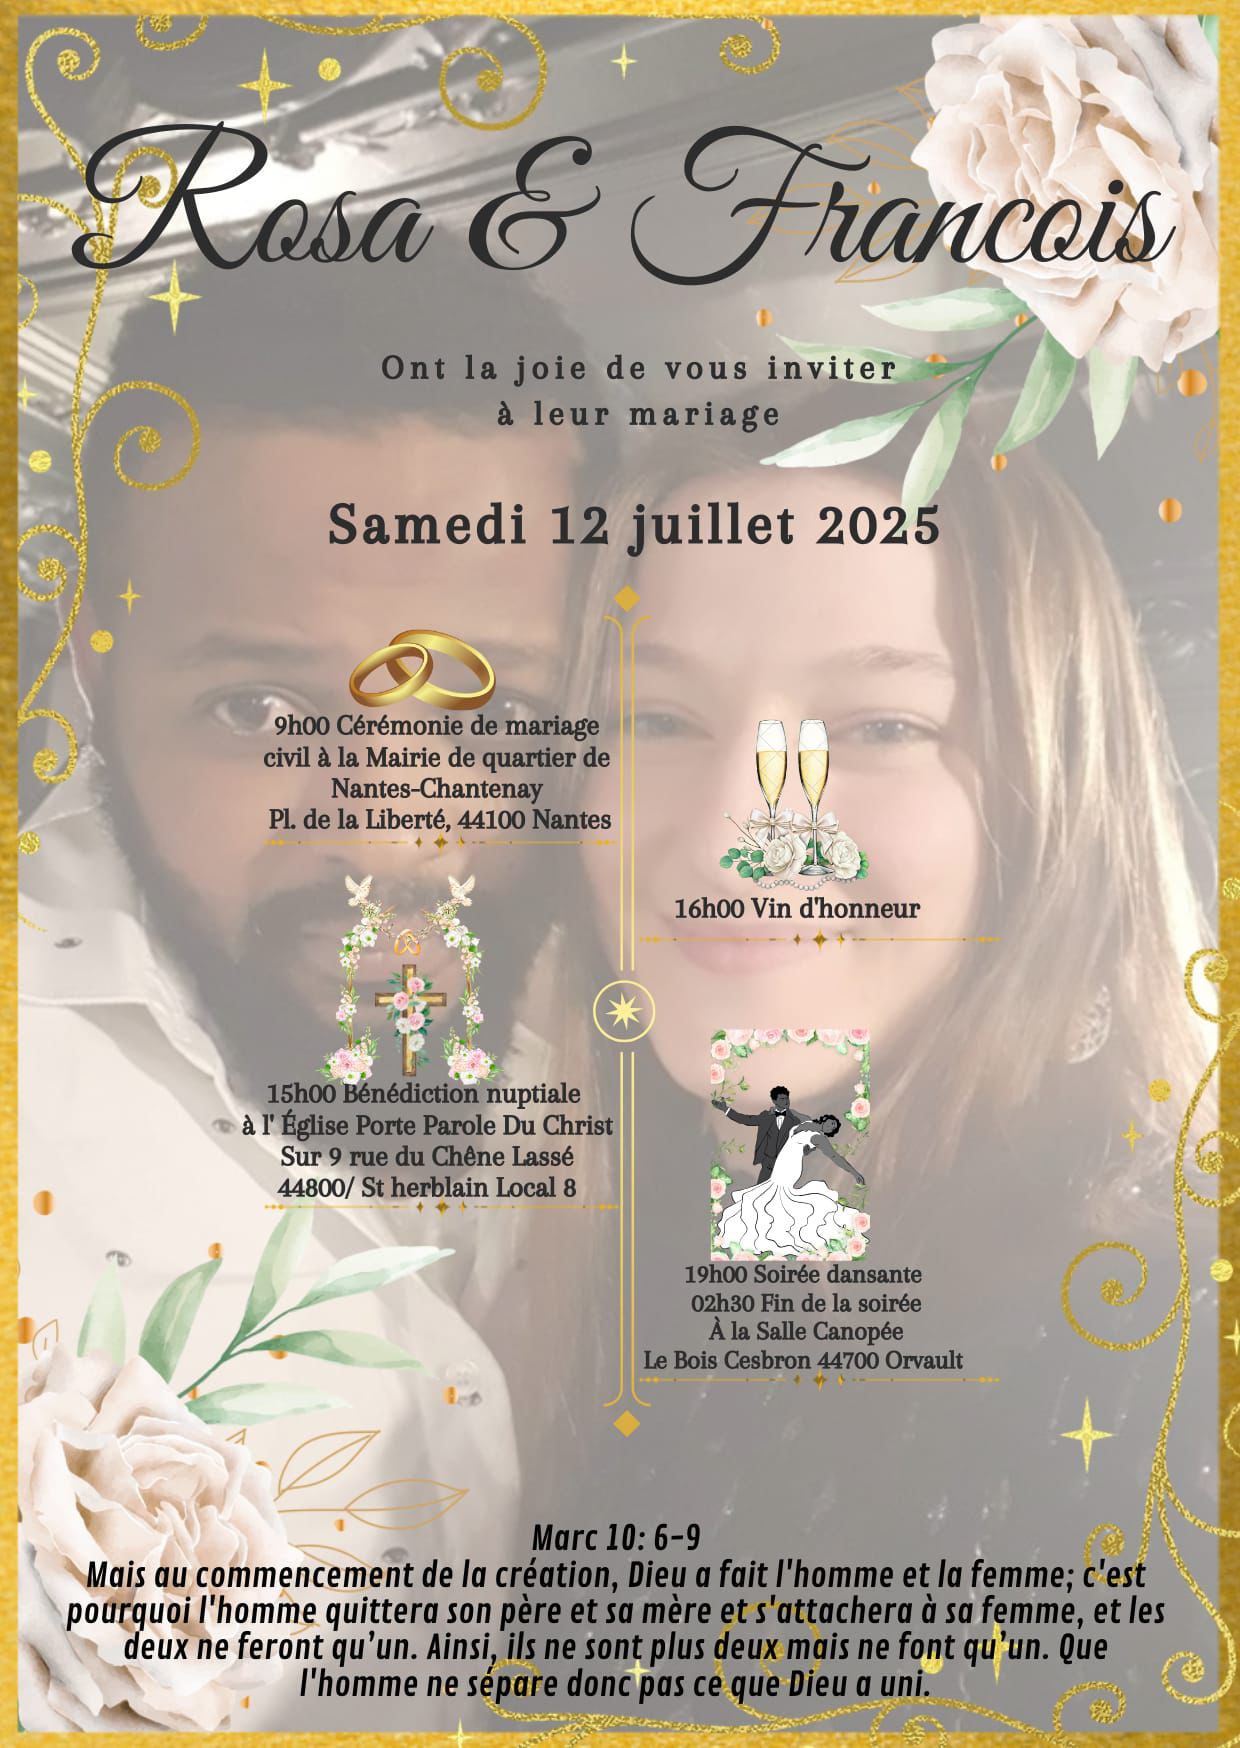 Rosa & Francois
Ont la joie de vous inviter
à leur mariage
Samedi 12 juillet 2025
9h00 Cérémonie de mariage
civil à la Mairie de quartier de
Nantes-Chantenay
Pl. de la Liberté, 44100 Nantes
15h00 Bénédiction nuptiale
à l' Église Porte Parole Du Christ
Sur 9 rue du Chêne Lassé
44800/ St herblain Local 8
16h00 Vin d'honneur
19h00 Soirée dansante
02h30 Fin de la soirée
À la Salle Canopée
Le Bois Cesbron 44700 Orvault
Marc 10: 6-9
Mais au commencement de la création, Dieu a fait l'homme et la femme; c'est
pourquoi l'homme quittera son père et sa mère et s'attachera à sa femme, et les
deux ne feront qu’un. Ainsi, ils ne sont plus deux mais ne font qu'un. Que
l'homme ne sépare donc pas ce que Dieu a uni.